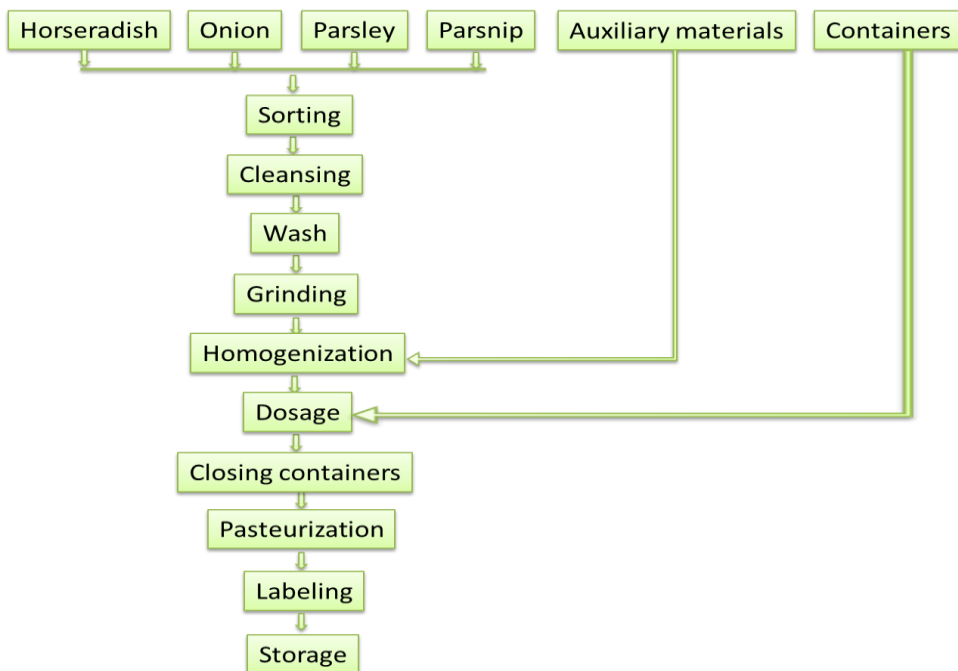 Horseradish
Onion
Parsley
Parsnip
Auxiliary materials
Containers
Sorting
Cleansing
Wash
Grinding
Homogenization
Dosage
Closing containers
Pasteurization
Labeling
Storage